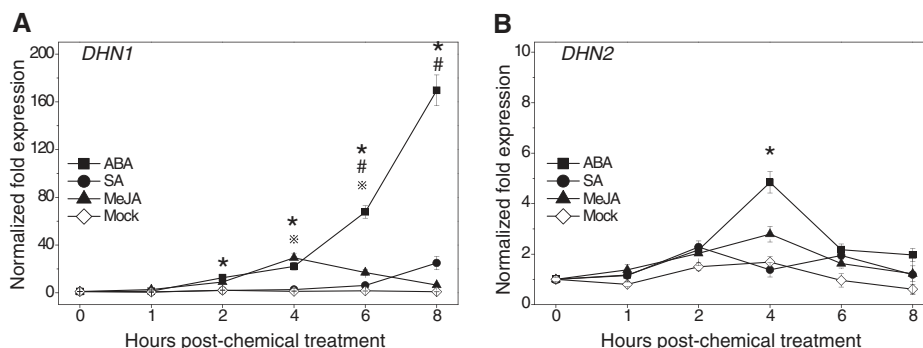 A
DHN1
Normalized fold expression
200
160
120
80
40
0
ABA
SA
MeJA
Mock
*
※
*
#
※
*
#
*
0 1 2 4 6 8
Hours post-chemical treatment
B
DHN2
Normalized fold expression
10
8
6
4
2
0
ABA
SA
MeJA
Mock
*
0 1 2 4 6 8
Hours post-chemical treatment